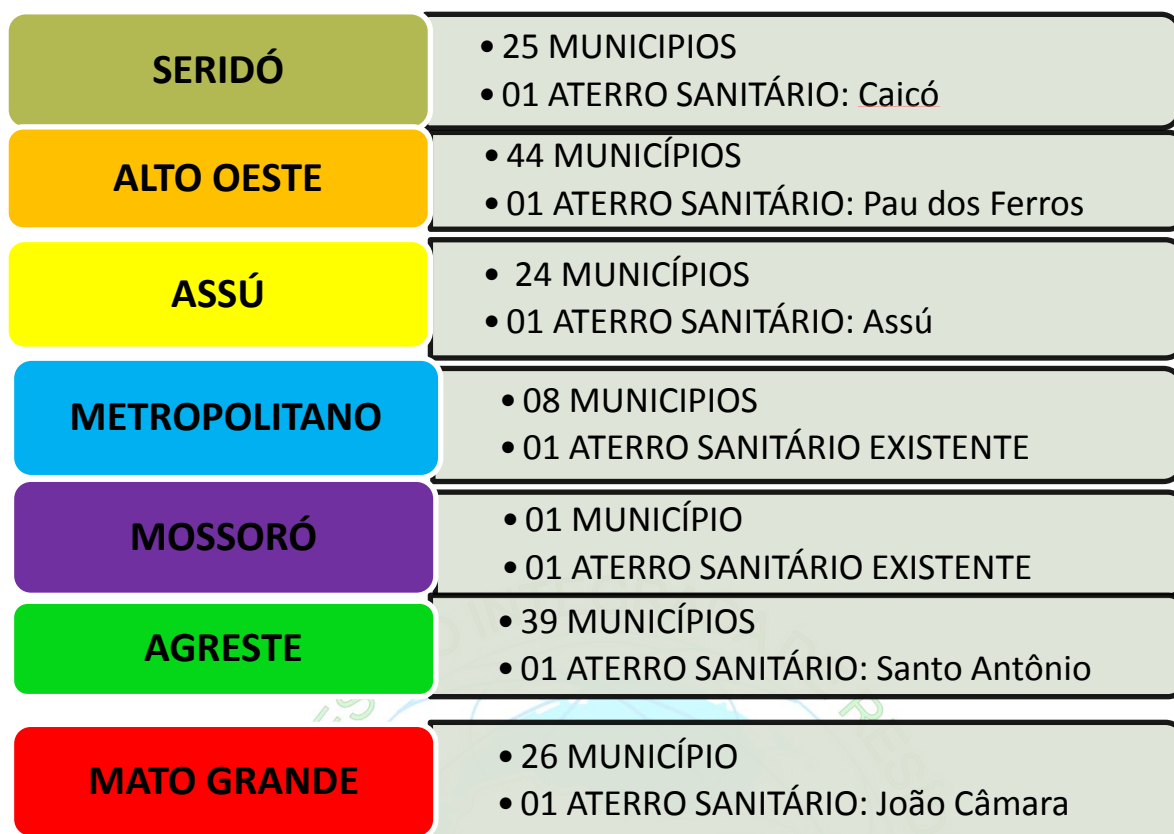 SERIDÓ
• 25 MUNICIPIOS
• 01 ATERRO SANITÁRIO: Caicó
ALTO OESTE
• 44 MUNICÍPIOS
• 01 ATERRO SANITÁRIO: Pau dos Ferros
ASSÚ
• 24 MUNICÍPIOS
• 01 ATERRO SANITÁRIO: Assú
METROPOLITANO
• 08 MUNICIPIOS
• 01 ATERRO SANITÁRIO EXISTENTE
MOSSORÓ
• 01 MUNICÍPIO
• 01 ATERRO SANITÁRIO EXISTENTE
AGRESTE
• 39 MUNICÍPIOS
• 01 ATERRO SANITÁRIO: Santo Antônio
MATO GRANDE
• 26 MUNICÍPIO
• 01 ATERRO SANITÁRIO: João Câmara